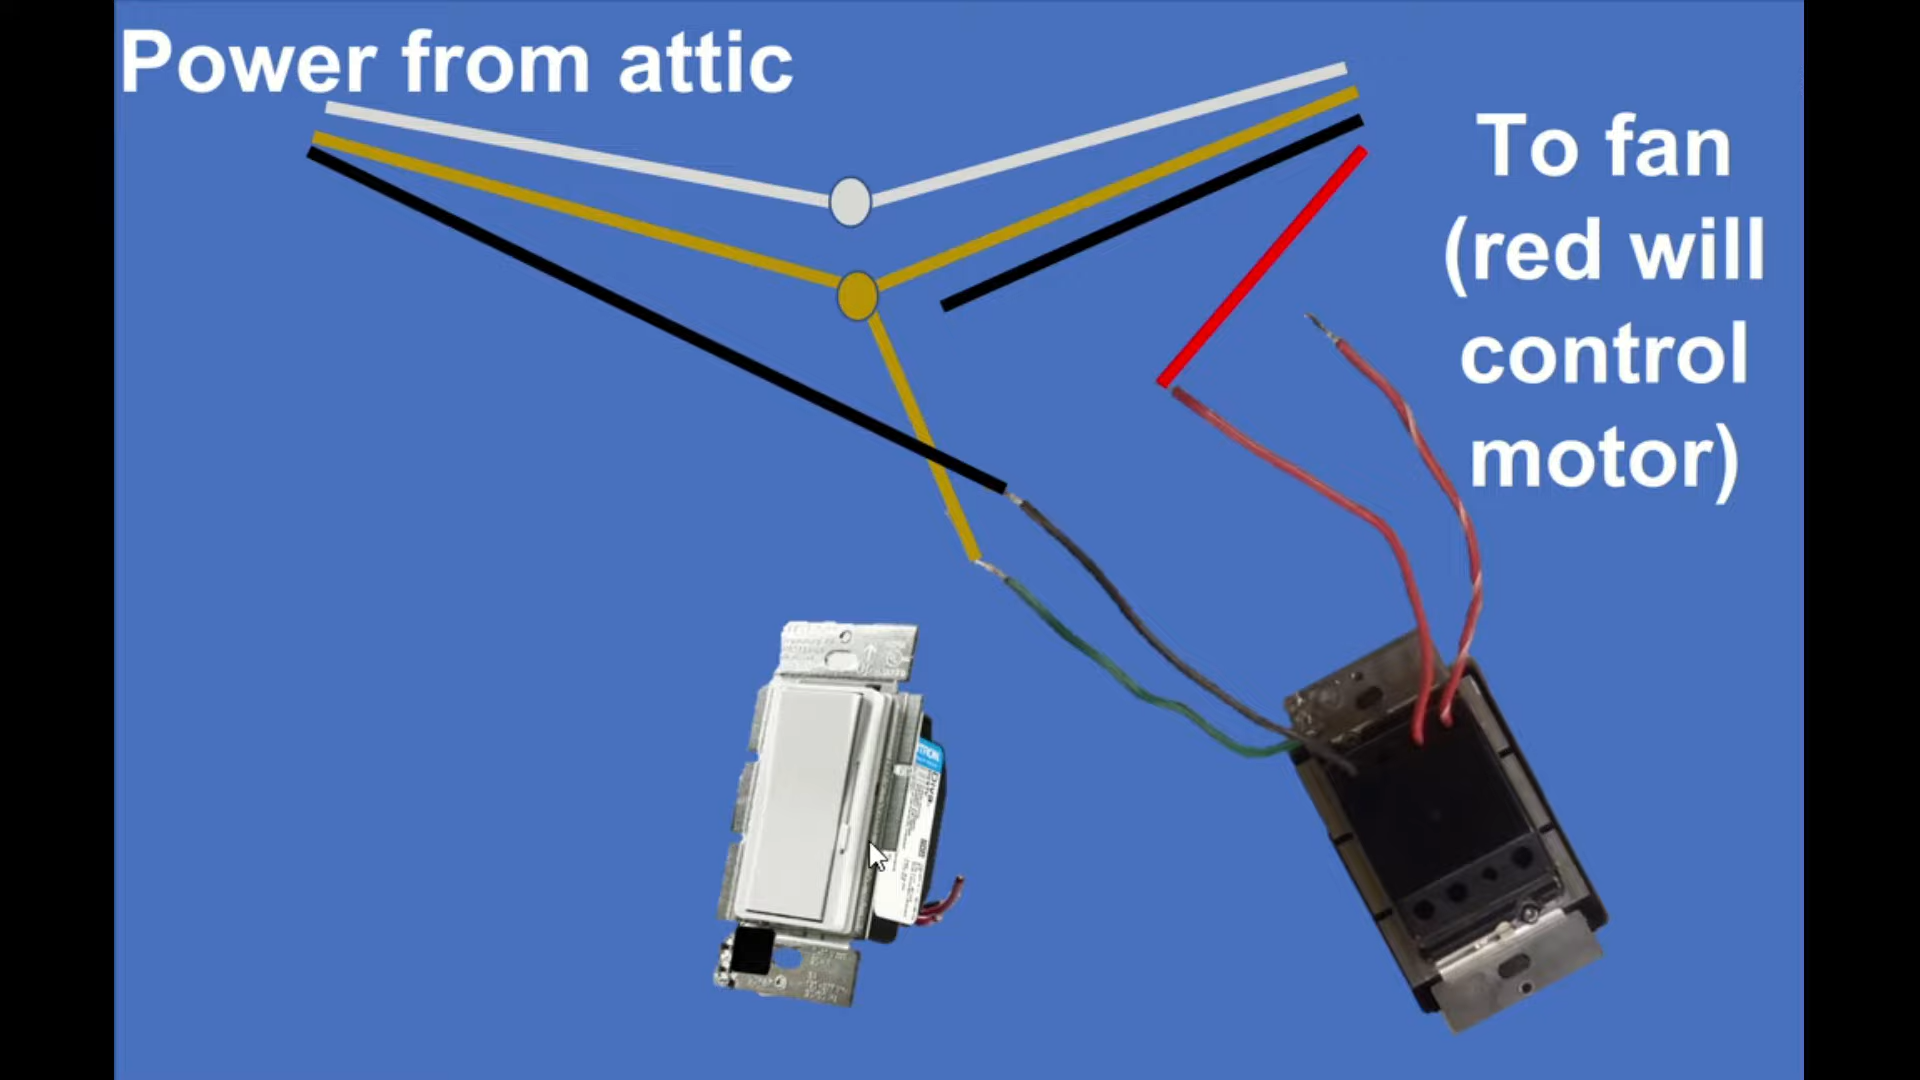 Power from attic
To fan
(red will
control
motor)